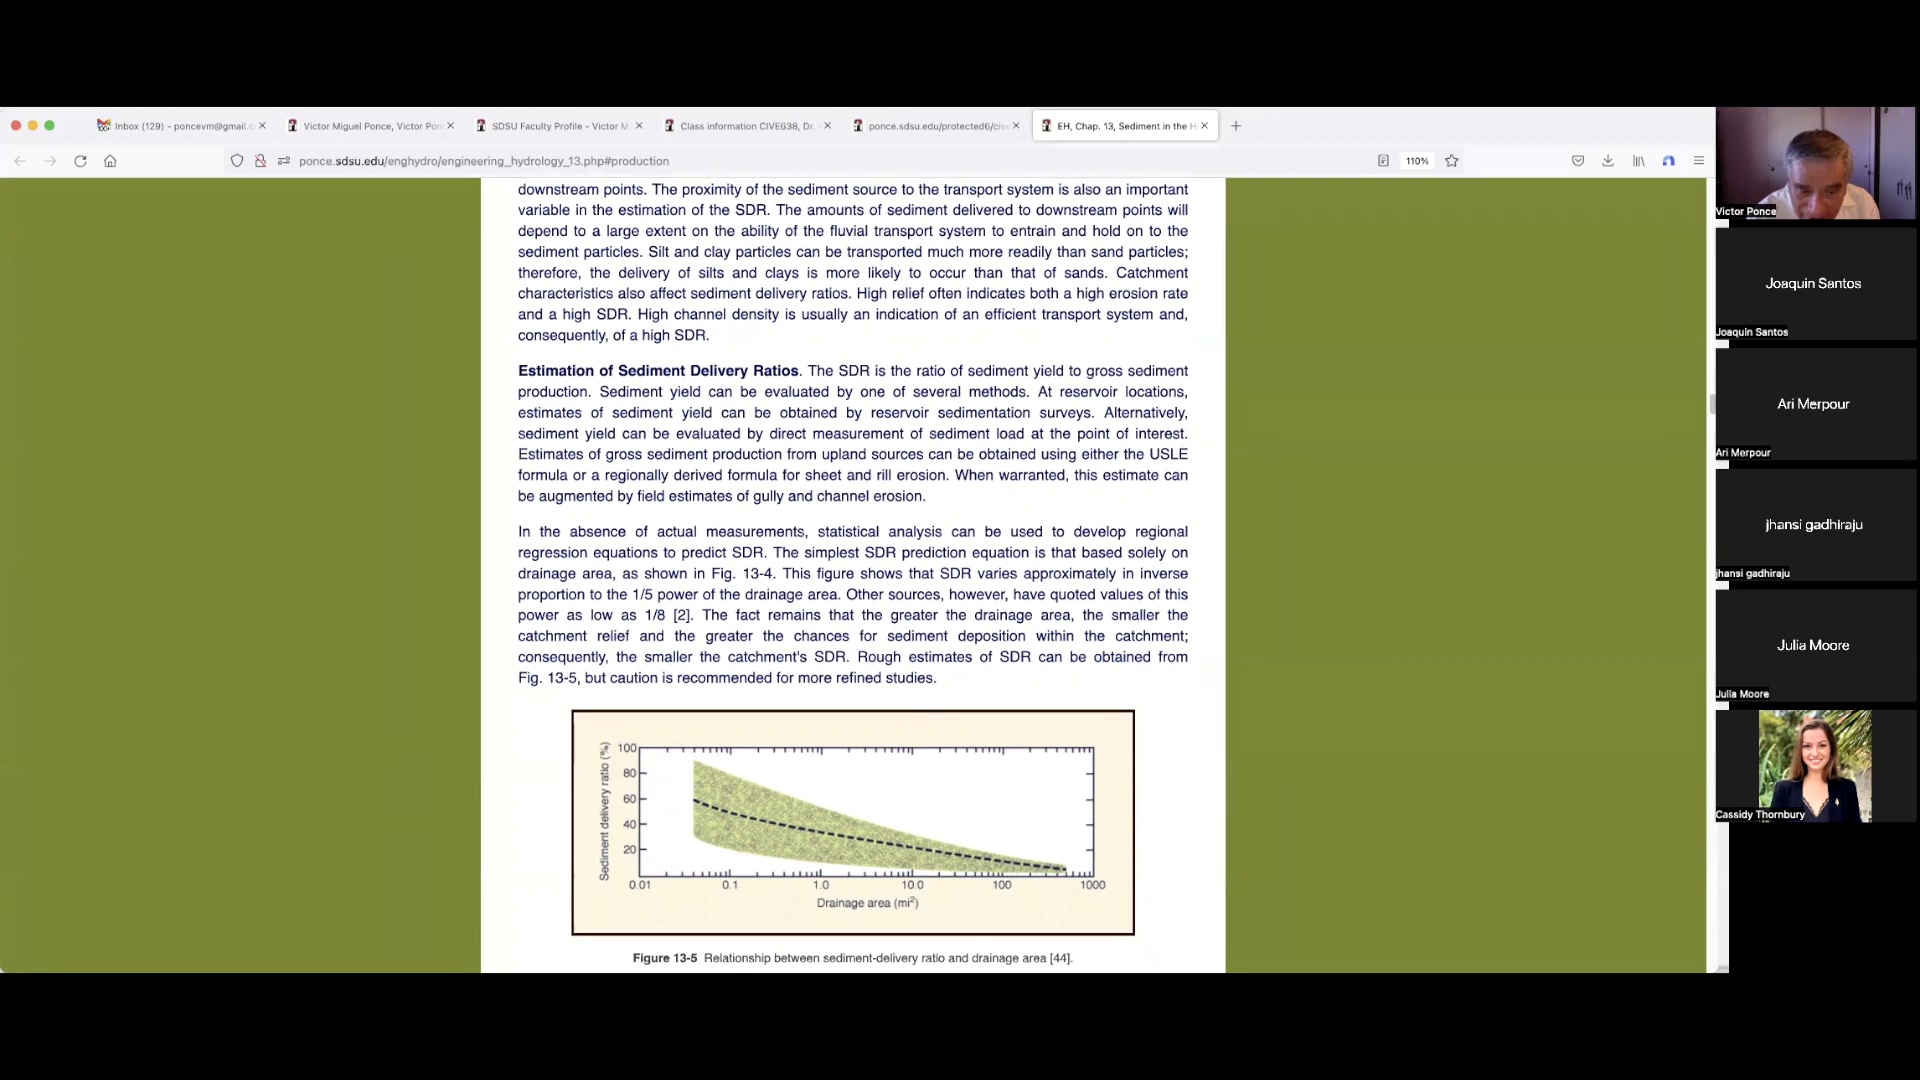 Inbox (129) - poncevm@gmail.c
Victor Miguel Ponce, Victor Pon
SDSU Faculty Profile - Victor M
Class information CIVE638, Dr.
ponce.sdsu.edu/protected6/cive
EH, Chap. 13, Sediment in the H
ponce.sdsu.edu/enghydro/engineering_hydrology_13.php#production
110%
downstream points. The proximity of the sediment source to the transport system is also an important
variable in the estimation of the SDR. The amounts of sediment delivered to downstream points will
depend to a large extent on the ability of the fluvial transport system to entrain and hold on to the
sediment particles. Silt and clay particles can be transported much more readily than sand particles;
therefore, the delivery of silts and clays is more likely to occur than that of sands. Catchment
characteristics also affect sediment delivery ratios. High relief often indicates both a high erosion rate
and a high SDR. High channel density is usually an indication of an efficient transport system and,
consequently, of a high SDR.
Estimation of Sediment Delivery Ratios. The SDR is the ratio of sediment yield to gross sediment
production. Sediment yield can be evaluated by one of several methods. At reservoir locations,
estimates of sediment yield can be obtained by reservoir sedimentation surveys. Alternatively,
sediment yield can be evaluated by direct measurement of sediment load at the point of interest.
Estimates of gross sediment production from upland sources can be obtained using either the USLE
formula or a regionally derived formula for sheet and rill erosion. When warranted, this estimate can
be augmented by field estimates of gully and channel erosion.
In the absence of actual measurements, statistical analysis can be used to develop regional
regression equations to predict SDR. The simplest SDR prediction equation is that based solely on
drainage area, as shown in Fig. 13-4. This figure shows that SDR varies approximately in inverse
proportion to the 1/5 power of the drainage area. Other sources, however, have quoted values of this
power as low as 1/8 [2]. The fact remains that the greater the drainage area, the smaller the
catchment relief and the greater the chances for sediment deposition within the catchment;
consequently, the smaller the catchment's SDR. Rough estimates of SDR can be obtained from
Fig. 13-5, but caution is recommended for more refined studies.
Sediment delivery ratio (%)
100
80
60
40
20
0.01 0.1 1.0 10.0 100 1000
Drainage area (mi²)
Figure 13-5 Relationship between sediment-delivery ratio and drainage area [44].
Victor Ponce
Joaquin Santos
Joaquin Santos
Ari Merpour
Ari Merpour
jhansi gadhiraju
jhansi gadhiraju
Julia Moore
Julia Moore
Cassidy Thornbury